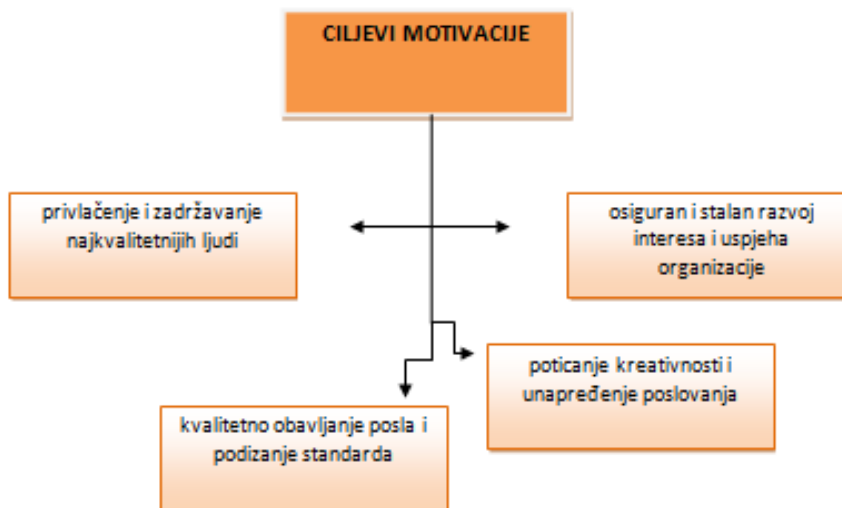 CILJEVI MOTIVACIJE
privlačenje i zadržavanje
najkvalitetnijih ljudi
osiguran i stalan razvoj
interesa i uspjeha
organizacije
poticanje kreativnosti i
unapređenje poslovanja
kvalitetno obavljanje posla i
podizanje standarda